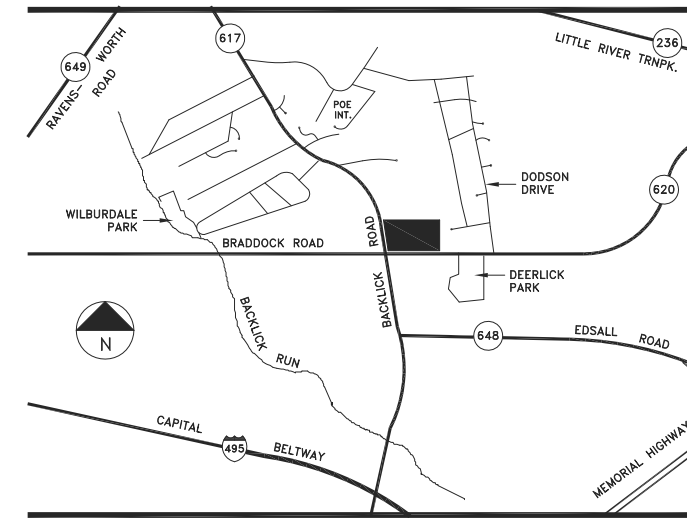 617
236
LITTLE RIVER TRNPK.
649
RAVENS- WORTH
ROAD
POE
INT.
DODSON
DRIVE
620
WILBURDALE
PARK
BRADDOCK ROAD
BACKLICK ROAD
DEERLICK
PARK
N
BACKLICK RUN
648
EDSALL ROAD
CAPITAL BELTWAY
495
MEMORIAL HIGHWAY